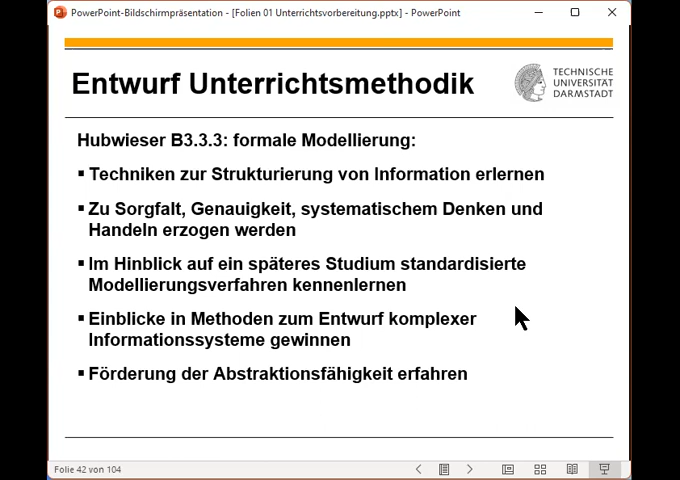 PowerPoint-Bildschirmpräsentation - [Folien 01 Unterrichtsvorbereitung.pptx] - PowerPoint
Entwurf Unterrichtsmethodik
TECHNISCHE
UNIVERSITÄT
DARMSTADT
Hubwieser B3.3.3: formale Modellierung:
▪ Techniken zur Strukturierung von Information erlernen
▪ Zu Sorgfalt, Genauigkeit, systematischem Denken und
Handeln erzogen werden
▪ Im Hinblick auf ein späteres Studium standardisierte
Modellierungsverfahren kennenlernen
▪ Einblicke in Methoden zum Entwurf komplexer
Informationssysteme gewinnen
▪ Förderung der Abstraktionsfähigkeit erfahren
Folie 42 von 104